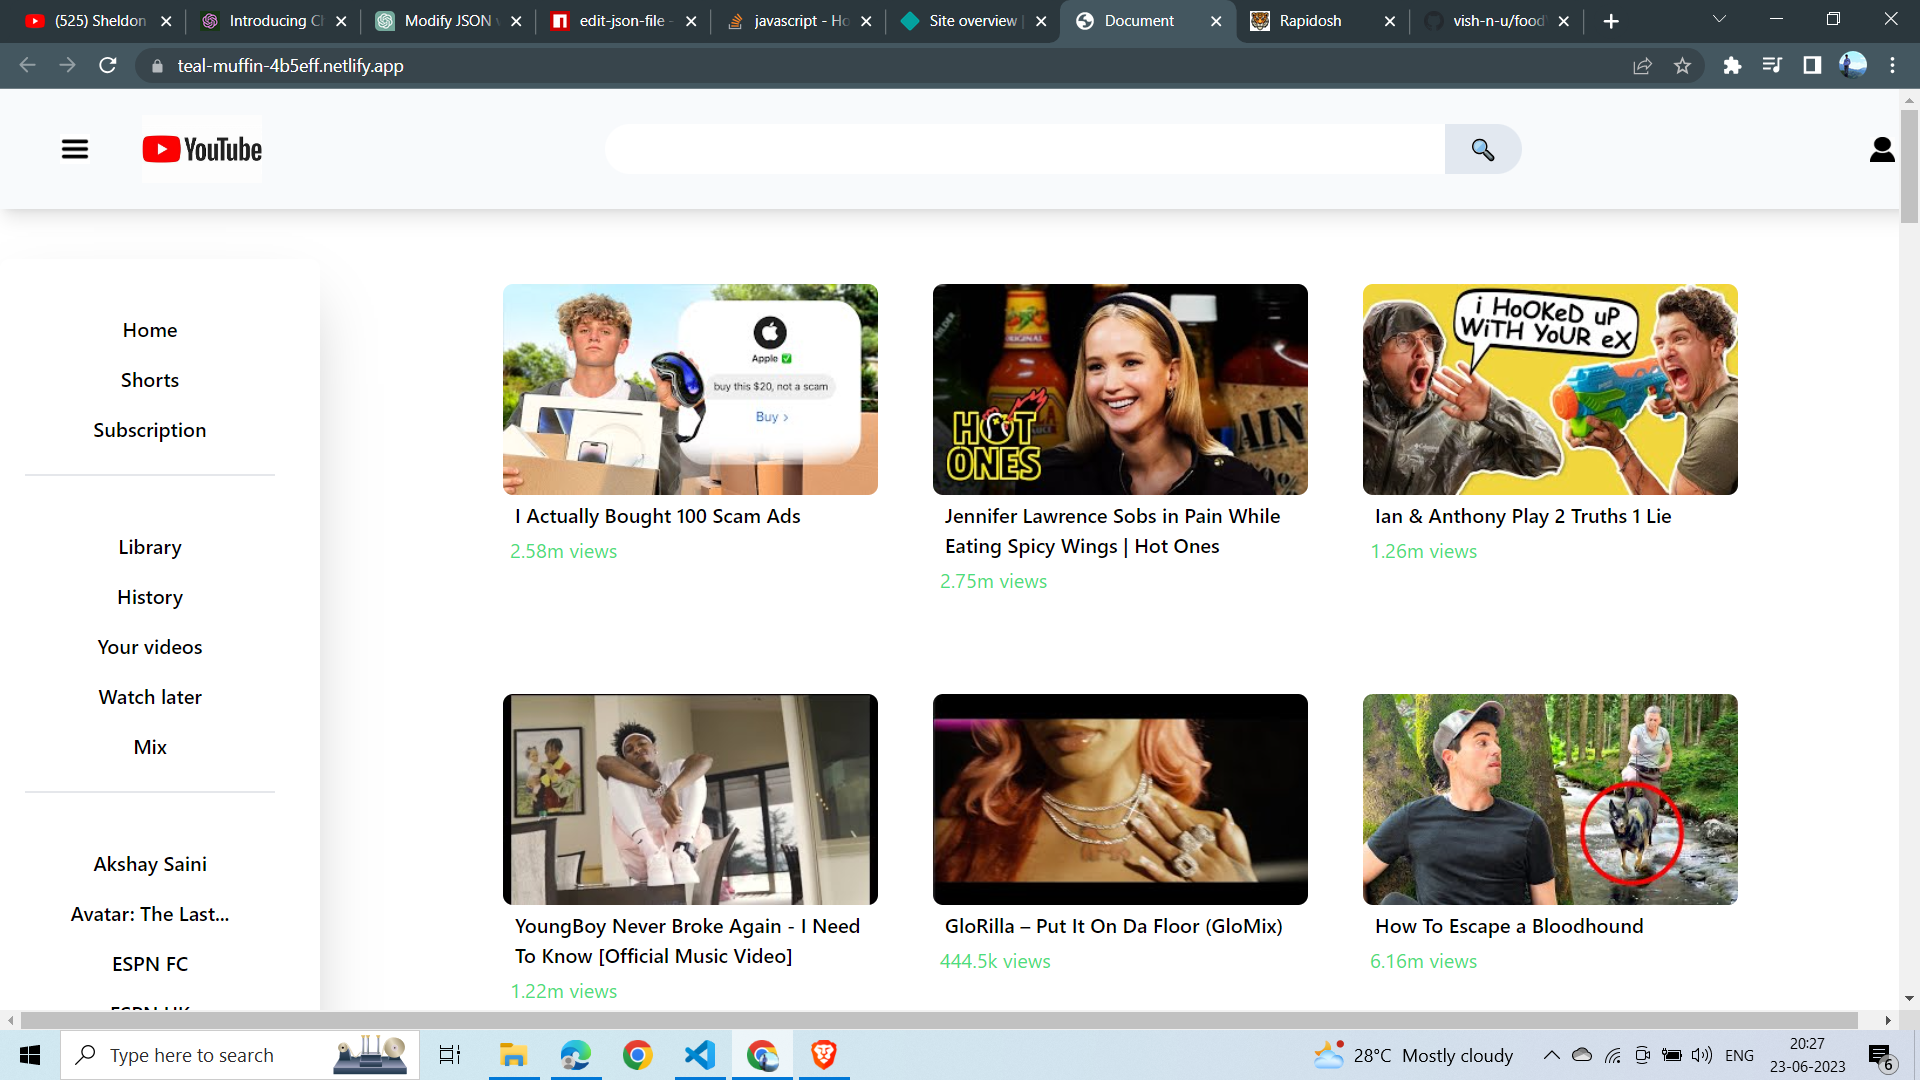 (525) Sheldon
Introducing Ch
Modify JSON v
edit-json-file -
javascript - Ho
Site overview |
Document
Rapidosh
vish-n-u/food
teal-muffin-4b5eff.netlify.app
YouTube
Home
Shorts
Subscription
Library
History
Your videos
Watch later
Mix
Akshay Saini
Avatar: The Last...
ESPN FC
ESPN UK
Apple ✅
buy this $20, not a scam
Buy >
I Actually Bought 100 Scam Ads
2.58m views
ORIGINAL
HOT
ONES
Jennifer Lawrence Sobs in Pain While
Eating Spicy Wings | Hot Ones
2.75m views
i HoOKeD uP
WiTH YoUR eX
Ian & Anthony Play 2 Truths 1 Lie
1.26m views
YoungBoy Never Broke Again - I Need
To Know [Official Music Video]
1.22m views
GloRilla – Put It On Da Floor (GloMix)
444.5k views
How To Escape a Bloodhound
6.16m views
Type here to search
28°C Mostly cloudy
ENG
20:27
23-06-2023
6